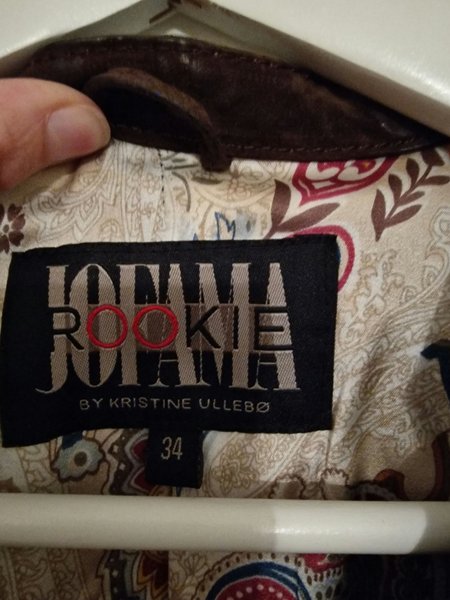 JOFAMA
ROOKIE
BY KRISTINE ULLEBØ
34